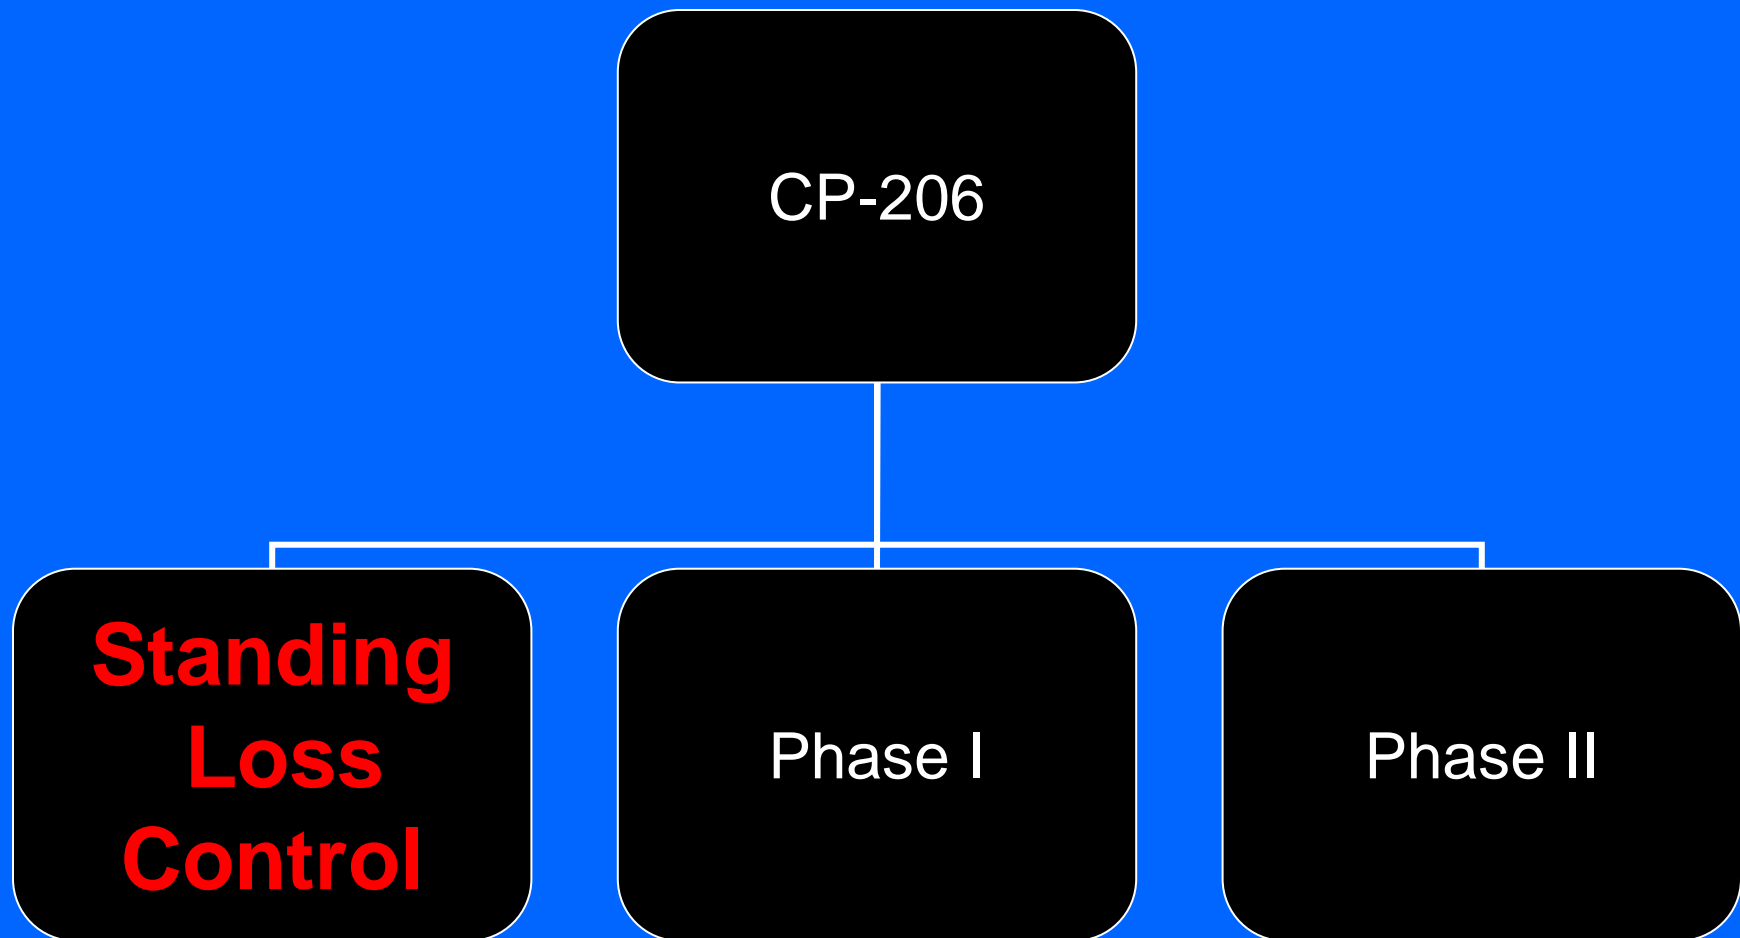 CP-206
Standing
Loss
Control
Phase I
Phase II